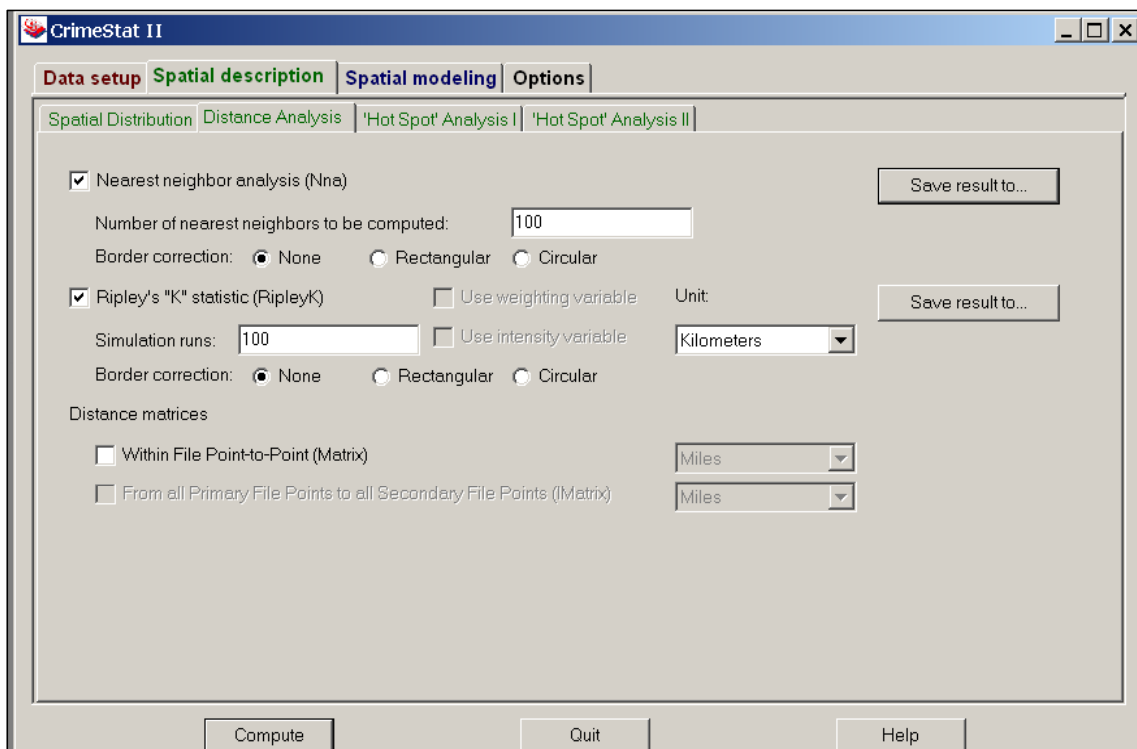 CrimeStat II
Data setup Spatial description Spatial modeling Options
Spatial Distribution Distance Analysis 'Hot Spot' Analysis I 'Hot Spot' Analysis II
Nearest neighbor analysis (Nna) Save result to...
Number of nearest neighbors to be computed: 100
Border correction: None Rectangular Circular
Ripley's "K" statistic (RipleyK) Use weighting variable Unit: Save result to...
Simulation runs: 100 Use intensity variable Kilometers
Border correction: None Rectangular Circular
Distance matrices
Within File Point-to-Point (Matrix) Miles
From all Primary File Points to all Secondary File Points (IMatrix) Miles
Compute Quit Help